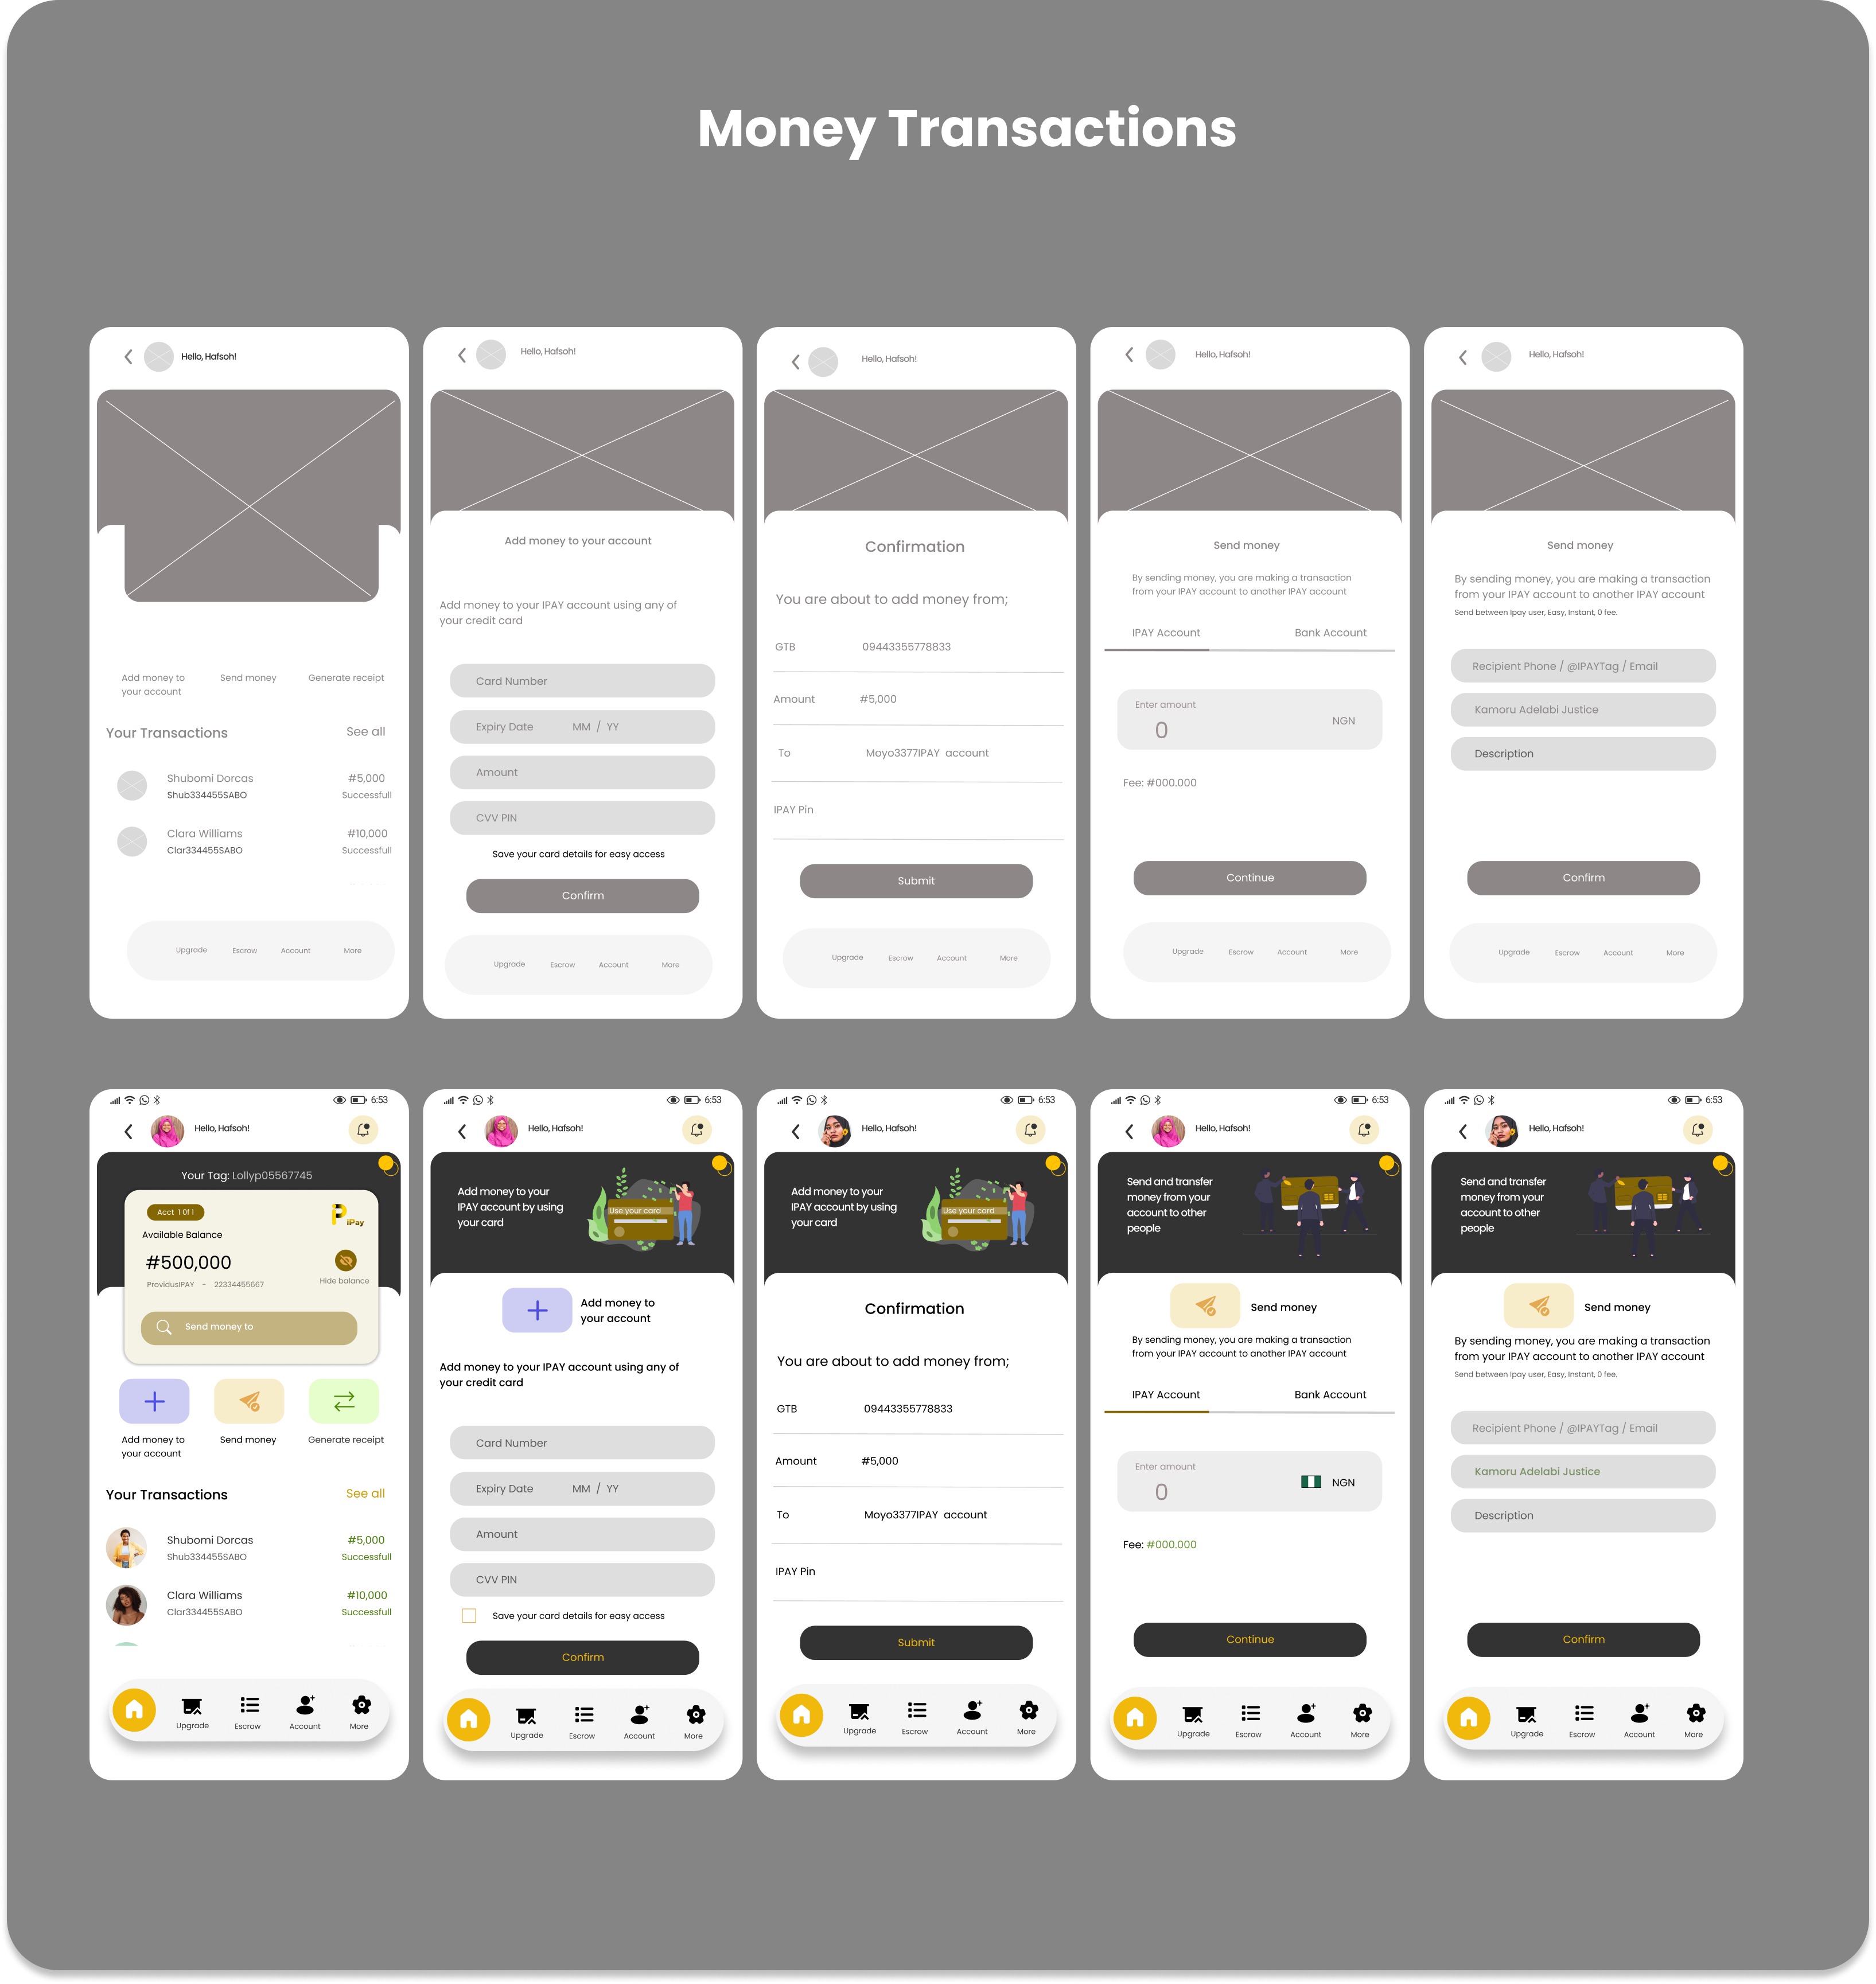 Money Transactions
Hello, Hafsoh!
Add money to
your account
Send money
Generate receipt
Your Transactions
See all
Shubomi Dorcas
#5,000
Shub334455SABO
Successfull
Clara Williams
#10,000
Clar334455SABO
Successfull
Upgrade
Escrow
Account
More
Hello, Hafsoh!
Add money to your account
Add money to your IPAY account using any of
your credit card
Card Number
Expiry Date MM / YY
Amount
CVV PIN
Save your card details for easy access
Confirm
Upgrade
Escrow
Account
More
Hello, Hafsoh!
Confirmation
You are about to add money from;
GTB 09443355778833
Amount #5,000
To Moyo3377IPAY account
IPAY Pin
Submit
Upgrade
Escrow
Account
More
Hello, Hafsoh!
Send money
By sending money, you are making a transaction
from your IPAY account to another IPAY account
IPAY Account
Bank Account
Enter amount
0
NGN
Fee: #000.000
Continue
Upgrade
Escrow
Account
More
Hello, Hafsoh!
Send money
By sending money, you are making a transaction
from your IPAY account to another IPAY account
Send between Ipay user, Easy, Instant, 0 fee.
Recipient Phone / @IPAYTag / Email
Kamoru Adelabi Justice
Description
Confirm
Upgrade
Escrow
Account
More
6:53
Hello, Hafsoh!
Your Tag: Lollyp05567745
Acct 1 0f 1
iPay
Available Balance
#500,000
Hide balance
ProvidusIPAY - 22334455667
Send money to
Add money to
your account
Send money
Generate receipt
Your Transactions
See all
Shubomi Dorcas
#5,000
Shub334455SABO
Successfull
Clara Williams
#10,000
Clar334455SABO
Successfull
Upgrade
Escrow
Account
More
6:53
Hello, Hafsoh!
Add money to your
IPAY account by using
your card
Use your card
Add money to
your account
Add money to your IPAY account using any of
your credit card
Card Number
Expiry Date MM / YY
Amount
CVV PIN
Save your card details for easy access
Confirm
Upgrade
Escrow
Account
More
6:53
Hello, Hafsoh!
Add money to your
IPAY account by using
your card
Use your card
Confirmation
You are about to add money from;
GTB 09443355778833
Amount #5,000
To Moyo3377IPAY account
IPAY Pin
Submit
Upgrade
Escrow
Account
More
6:53
Hello, Hafsoh!
Send and transfer
money from your
account to other
people
Send money
By sending money, you are making a transaction
from your IPAY account to another IPAY account
IPAY Account
Bank Account
Enter amount
0
NGN
Fee: #000.000
Continue
Upgrade
Escrow
Account
More
6:53
Hello, Hafsoh!
Send and transfer
money from your
account to other
people
Send money
By sending money, you are making a transaction
from your IPAY account to another IPAY account
Send between Ipay user, Easy, Instant, 0 fee.
Recipient Phone / @IPAYTag / Email
Kamoru Adelabi Justice
Description
Confirm
Upgrade
Escrow
Account
More